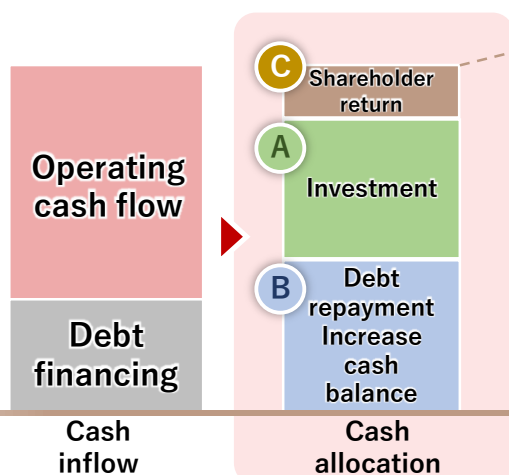 Operating
cash flow
Debt
financing
Cash
inflow
C
Shareholder
return
A
Investment
B
Debt
repayment
Increase
cash
balance
Cash
allocation